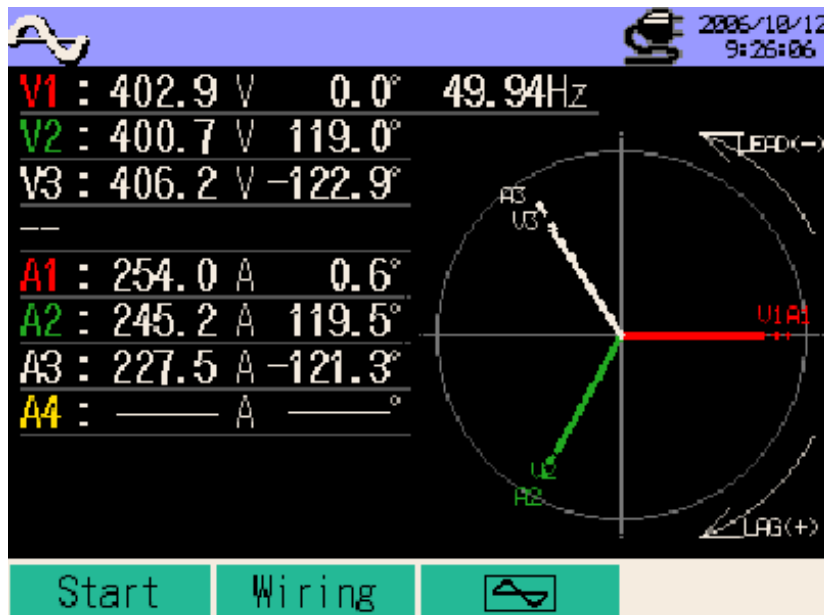 2006/10/12
9:26:06
V1 : 402.9 V 0.0° 49.94Hz
V2 : 400.7 V 119.0°
V3 : 406.2 V -122.9°
--
A1 : 254.0 A 0.6°
A2 : 245.2 A 119.5°
A3 : 227.5 A -121.3°
A4 : ---- A ----°
LEAD(-)
A3
V3
V1A1
V2
A2
LAG(+)
Start Wiring